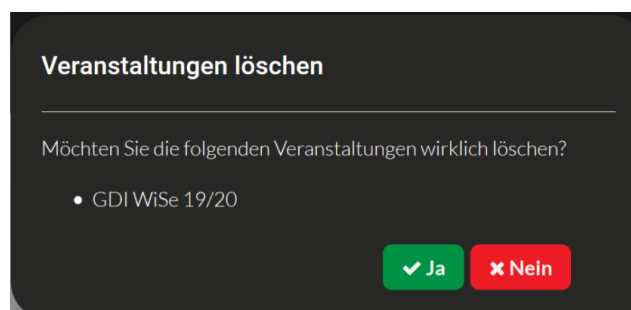 Veranstaltungen löschen
Möchten Sie die folgenden Veranstaltungen wirklich löschen?
• GDI WiSe 19/20
✔ Ja ✖ Nein